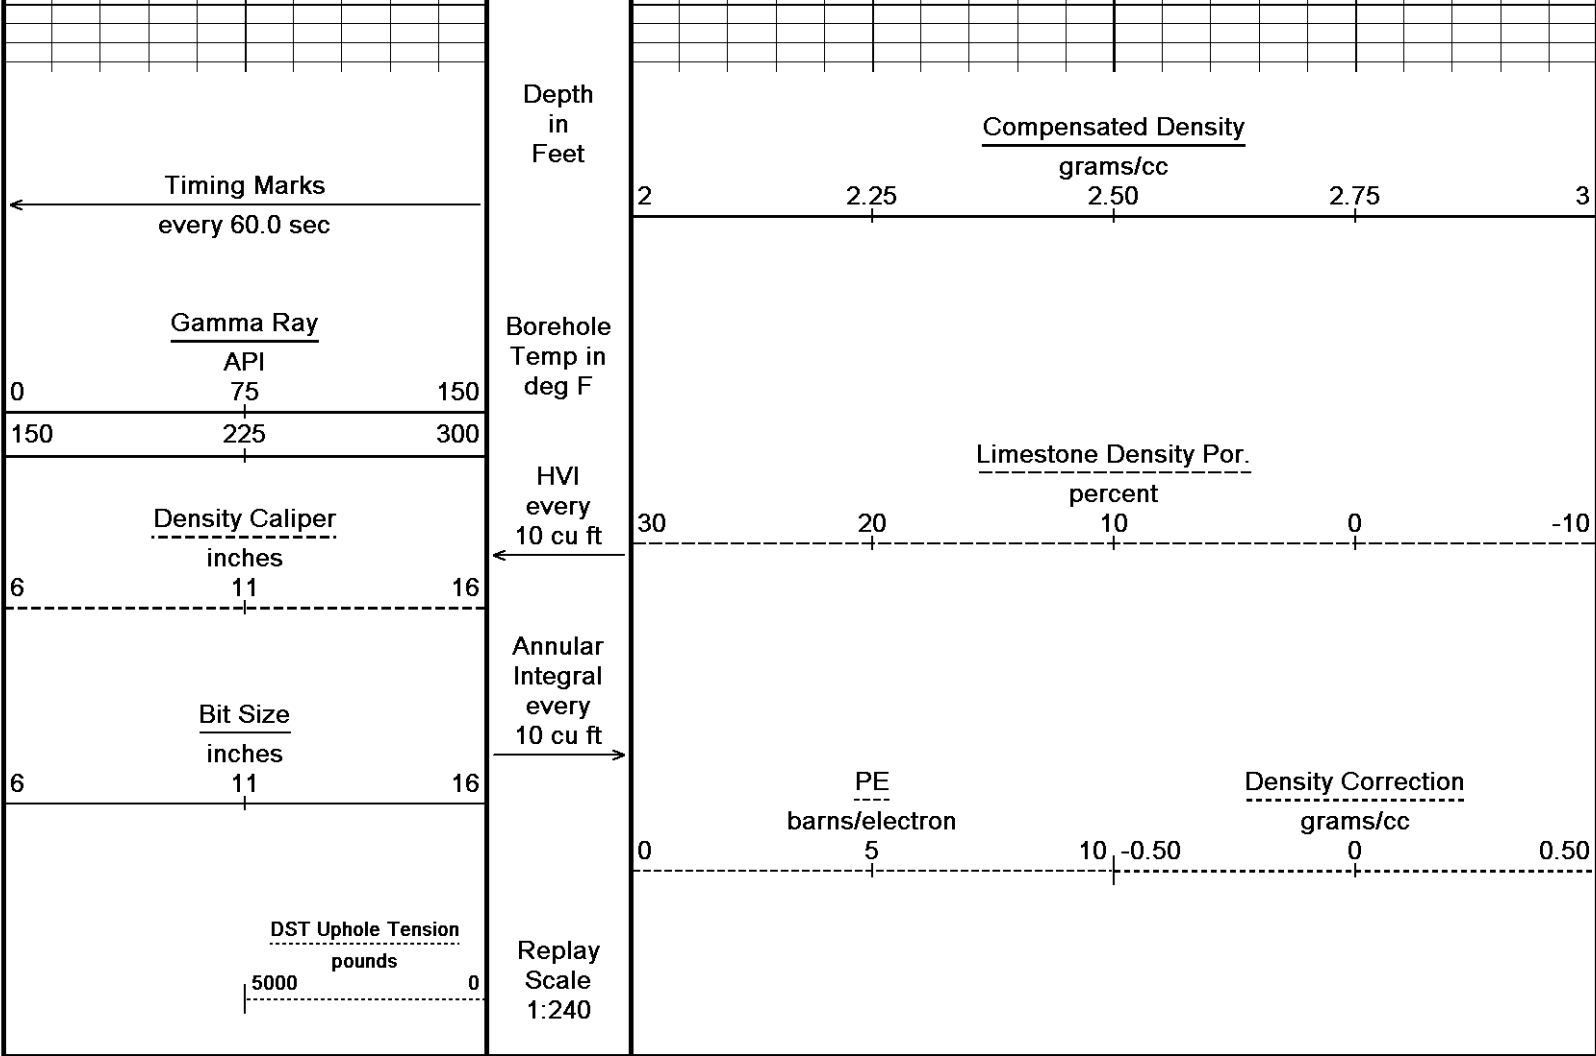 Timing Marks
every 60.0 sec
Gamma Ray
API
0 75 150
150 225 300
Density Caliper
inches
6 11 16
Bit Size
inches
6 11 16
DST Uphole Tension
pounds
5000 0
Depth
in
Feet
Borehole
Temp in
deg F
HVI
every
10 cu ft
Annular
Integral
every
10 cu ft
Replay
Scale
1:240
Compensated Density
grams/cc
2 2.25 2.50 2.75 3
Limestone Density Por.
percent
30 20 10 0 -10
PE
barns/electron
0 5 10
Density Correction
grams/cc
-0.50 0 0.50